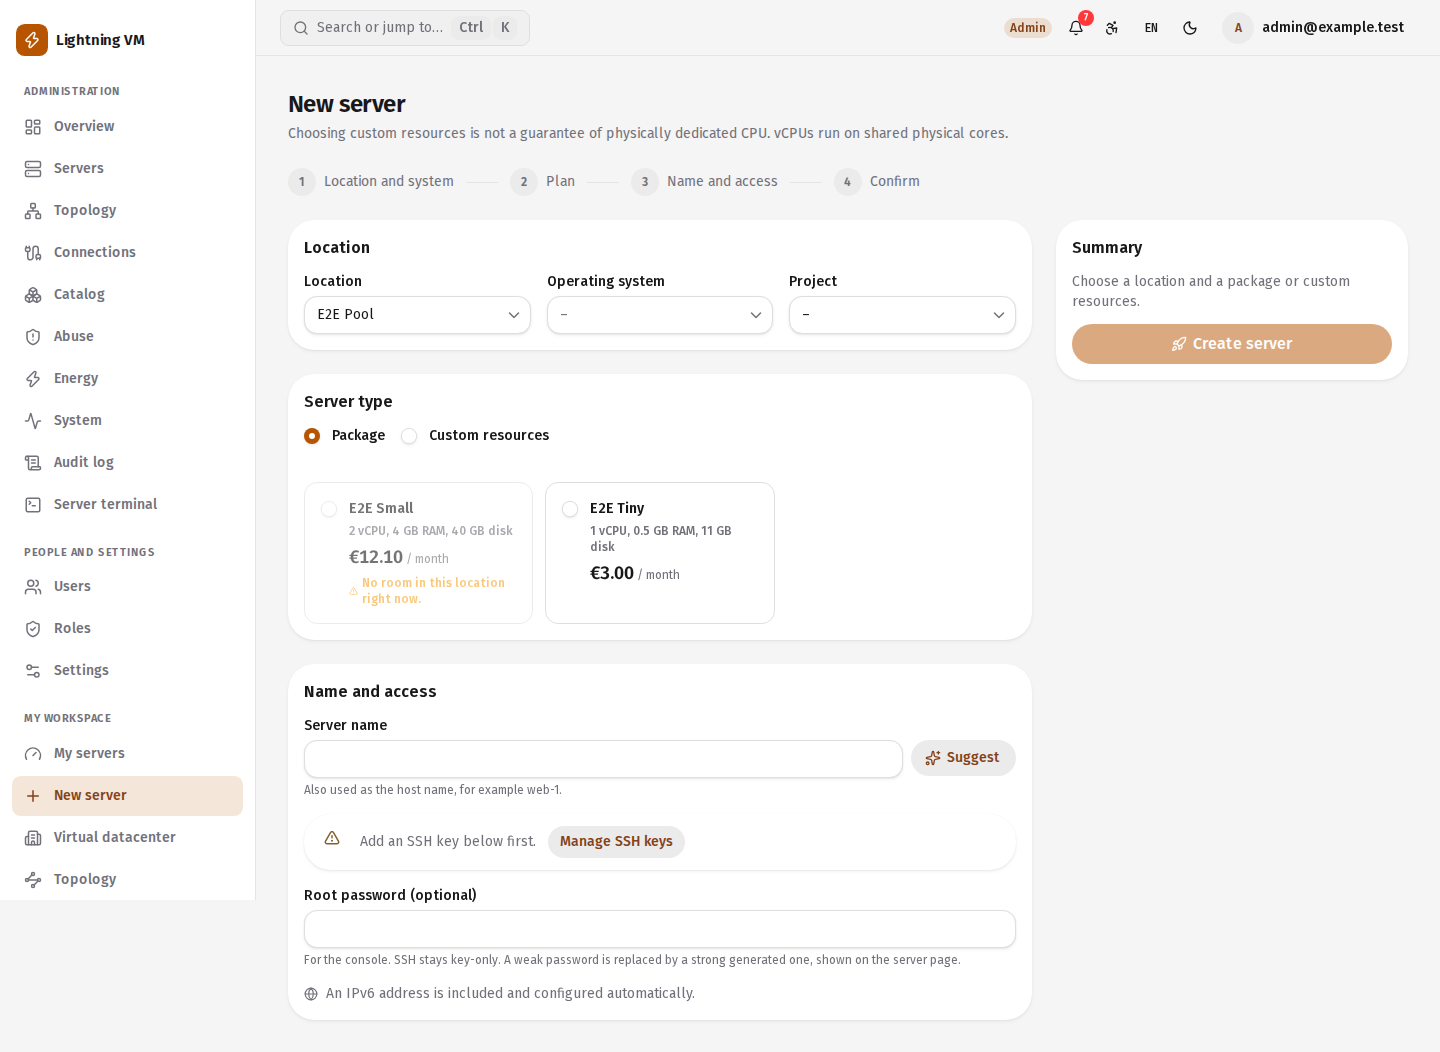 Lightning VM
Search or jump to… Ctrl K
Admin
7
EN
A
admin@example.test
ADMINISTRATION
Overview
Servers
Topology
Connections
Catalog
Abuse
Energy
System
Audit log
Server terminal
PEOPLE AND SETTINGS
Users
Roles
Settings
MY WORKSPACE
My servers
New server
Virtual datacenter
Topology
New server
Choosing custom resources is not a guarantee of physically dedicated CPU. vCPUs run on shared physical cores.
1 Location and system
2 Plan
3 Name and access
4 Confirm
Location
Location
E2E Pool
Operating system
–
Project
–
Server type
Package
Custom resources
E2E Small
2 vCPU, 4 GB RAM, 40 GB disk
€12.10 / month
No room in this location
right now.
E2E Tiny
1 vCPU, 0.5 GB RAM, 11 GB
disk
€3.00 / month
Name and access
Server name
Suggest
Also used as the host name, for example web-1.
Add an SSH key below first. Manage SSH keys
Root password (optional)
For the console. SSH stays key-only. A weak password is replaced by a strong generated one, shown on the server page.
An IPv6 address is included and configured automatically.
Summary
Choose a location and a package or custom
resources.
Create server